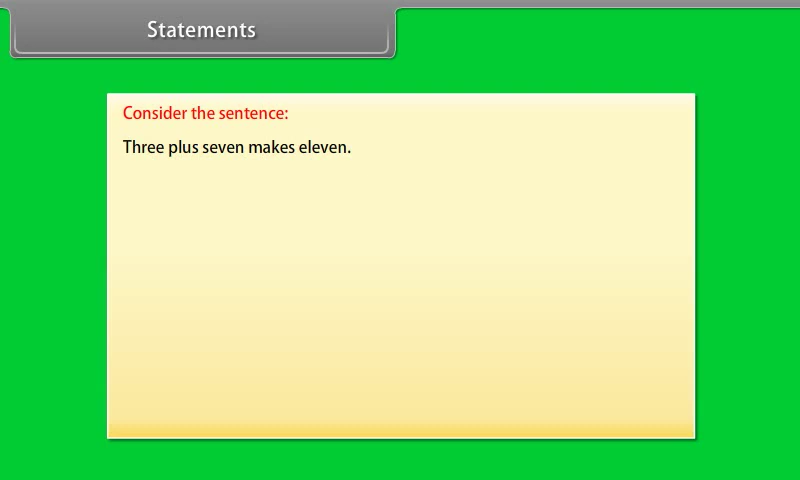 Statements
Consider the sentence:
Three plus seven makes eleven.